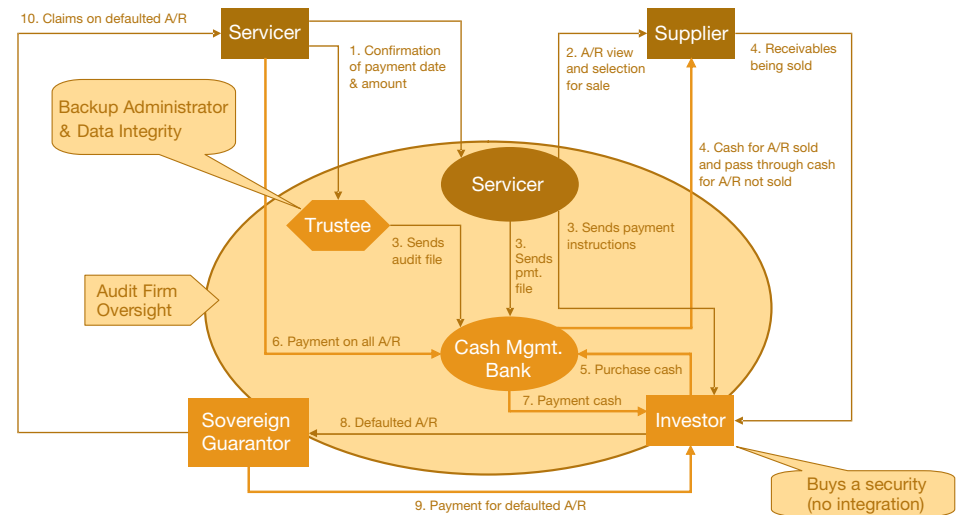 10. Claims on defaulted A/R
Servicer
1. Confirmation
of payment date
& amount
2. A/R view
and selection
for sale
Supplier
4. Receivables
being sold
Backup Administrator
& Data Integrity
4. Cash for A/R sold
and pass through cash
for A/R not sold
Servicer
Trustee
3. Sends
audit file
3.
Sends
pmt.
file
3. Sends payment
instructions
Audit Firm
Oversight
6. Payment on all A/R
Cash Mgmt.
Bank
5. Purchase cash
7. Payment cash
Sovereign
Guarantor
8. Defaulted A/R
Investor
9. Payment for defaulted A/R
Buys a security
(no integration)